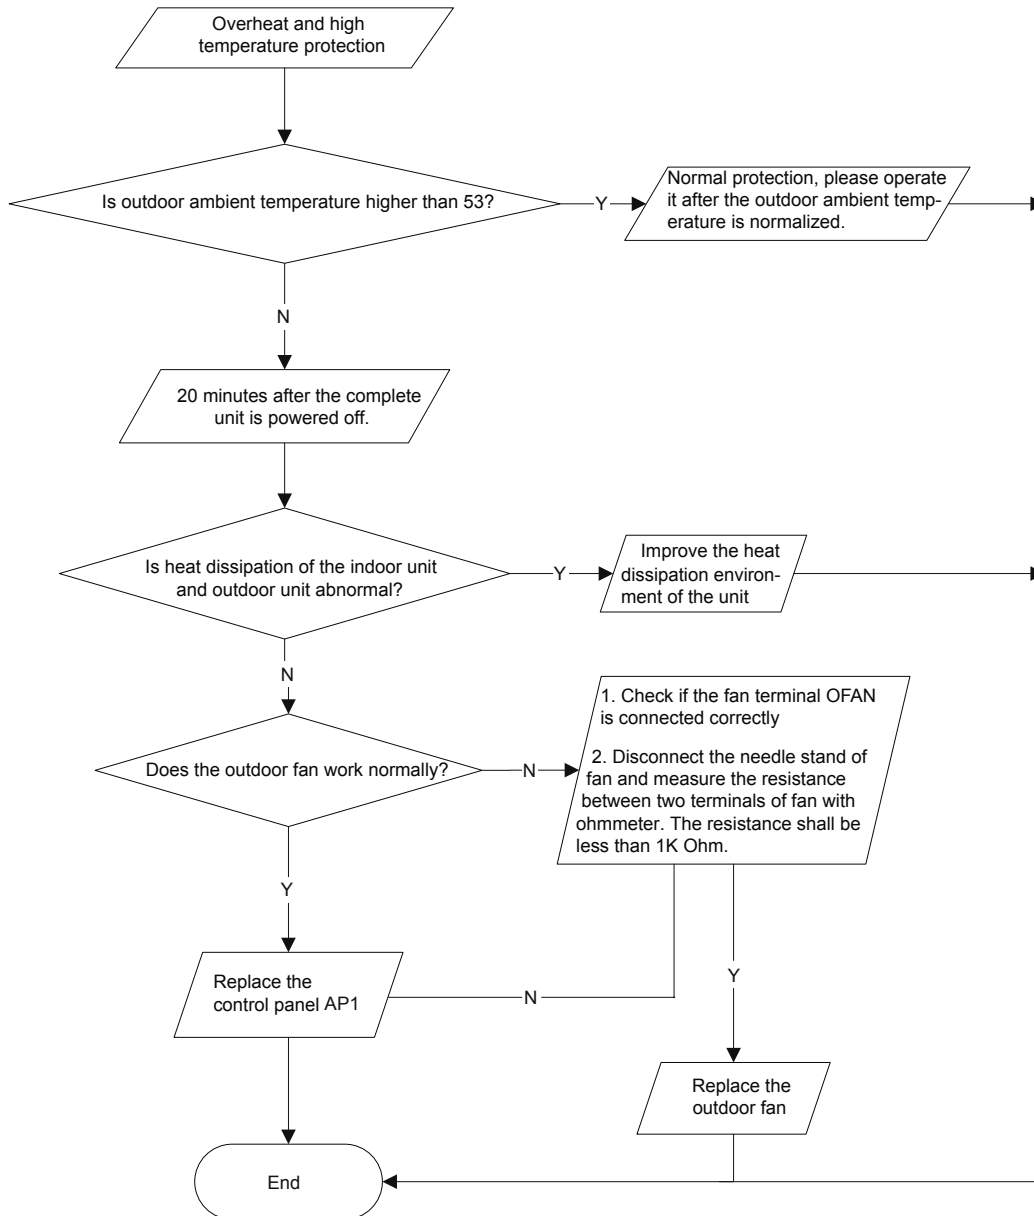 Overheat and high
temperature protection
Is outdoor ambient temperature higher than 53?
Y
Normal protection, please operate
it after the outdoor ambient temp-
erature is normalized.
N
20 minutes after the complete
unit is powered off.
Is heat dissipation of the indoor unit
and outdoor unit abnormal?
Y
Improve the heat
dissipation environ-
ment of the unit
N
Does the outdoor fan work normally?
N
1. Check if the fan terminal OFAN
is connected correctly
2. Disconnect the needle stand of
fan and measure the resistance
between two terminals of fan with
ohmmeter. The resistance shall be
less than 1K Ohm.
Y
Replace the
control panel AP1
N
Y
Replace the
outdoor fan
End